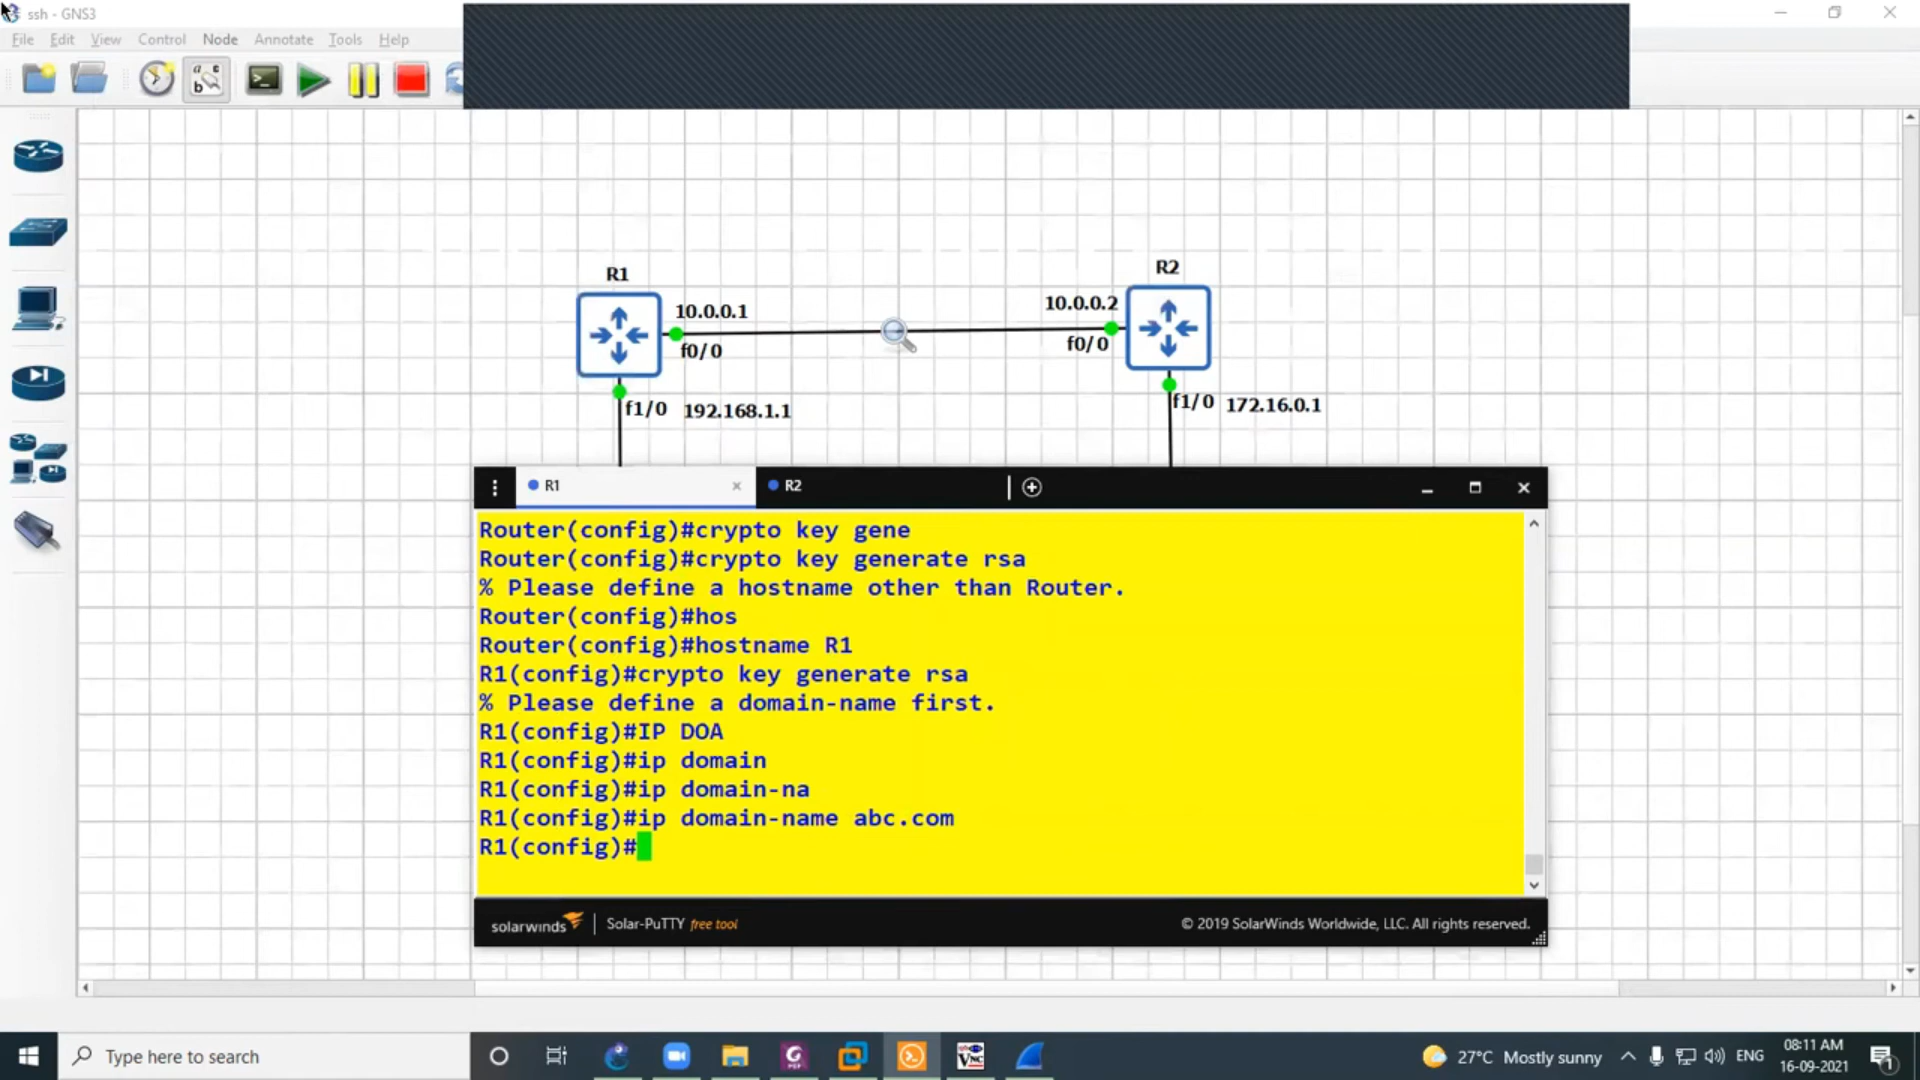 ssh - GNS3
File Edit View Control Node Annotate Tools Help
R1
R2
10.0.0.1
10.0.0.2
f0/0
f0/0
f1/0 192.168.1.1
f1/0 172.16.0.1
R1
R2
Router(config)#crypto key gene
Router(config)#crypto key generate rsa
% Please define a hostname other than Router.
Router(config)#hos
Router(config)#hostname R1
R1(config)#crypto key generate rsa
% Please define a domain-name first.
R1(config)#IP DOA
R1(config)#ip domain
R1(config)#ip domain-na
R1(config)#ip domain-name abc.com
R1(config)#
solarwinds Solar-PuTTY free tool
© 2019 SolarWinds Worldwide, LLC. All rights reserved.
Type here to search
27°C Mostly sunny
ENG
08:11 AM
16-09-2021